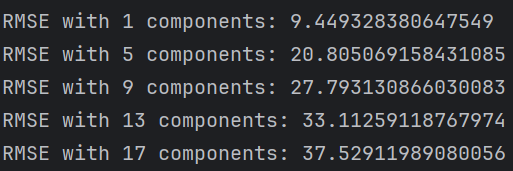 RMSE with 1 components: 9.449328380647549
RMSE with 5 components: 20.805069158431085
RMSE with 9 components: 27.793130866030083
RMSE with 13 components: 33.11259118767974
RMSE with 17 components: 37.52911989080056